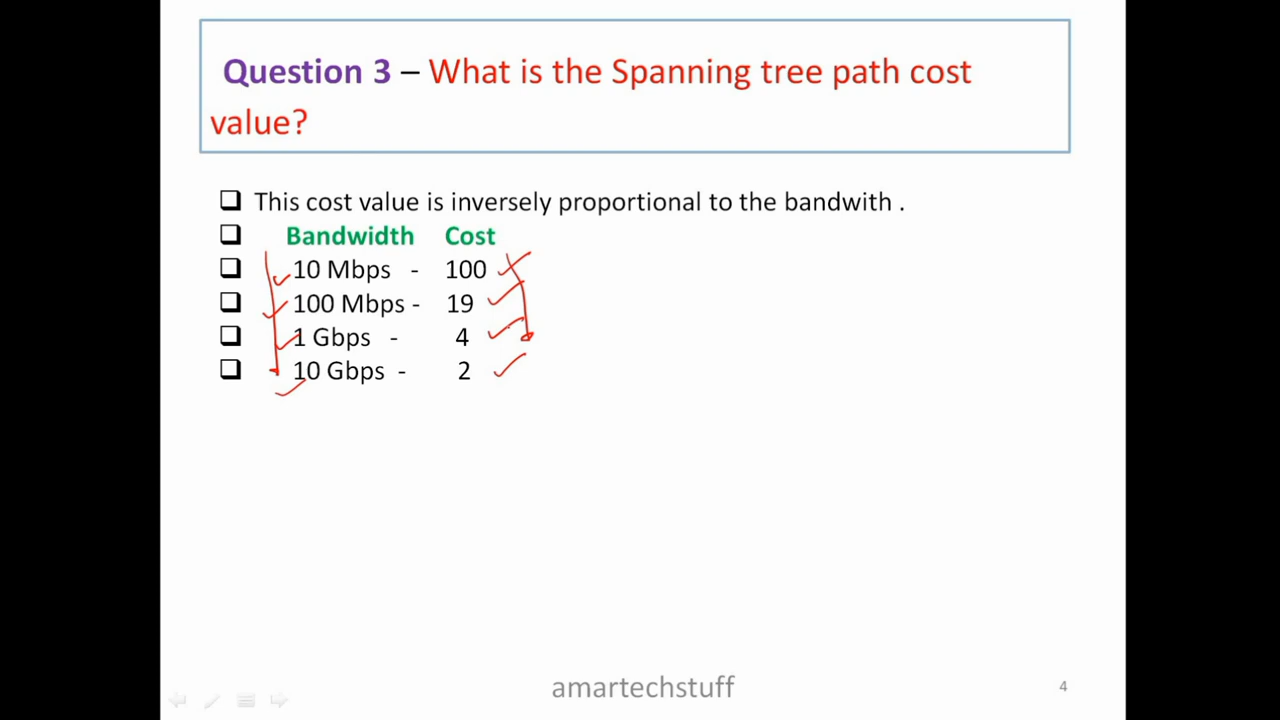 Question 3 – What is the Spanning tree path cost
value?
This cost value is inversely proportional to the bandwith .
Bandwidth Cost
10 Mbps - 100
100 Mbps - 19
1 Gbps - 4
10 Gbps - 2
amartechstuff
4